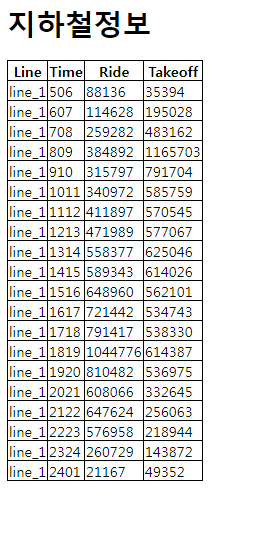 지하철정보
Line Time Ride Takeoff
line_1 506 88136 35394
line_1 607 114628 195028
line_1 708 259282 483162
line_1 809 384892 1165703
line_1 910 315797 791704
line_1 1011 340972 585759
line_1 1112 411897 570545
line_1 1213 471989 577067
line_1 1314 558377 625046
line_1 1415 589343 614026
line_1 1516 648960 562101
line_1 1617 721442 534743
line_1 1718 791417 538330
line_1 1819 1044776 614387
line_1 1920 810482 536975
line_1 2021 608066 332645
line_1 2122 647624 256063
line_1 2223 576958 218944
line_1 2324 260729 143872
line_1 2401 21167 49352